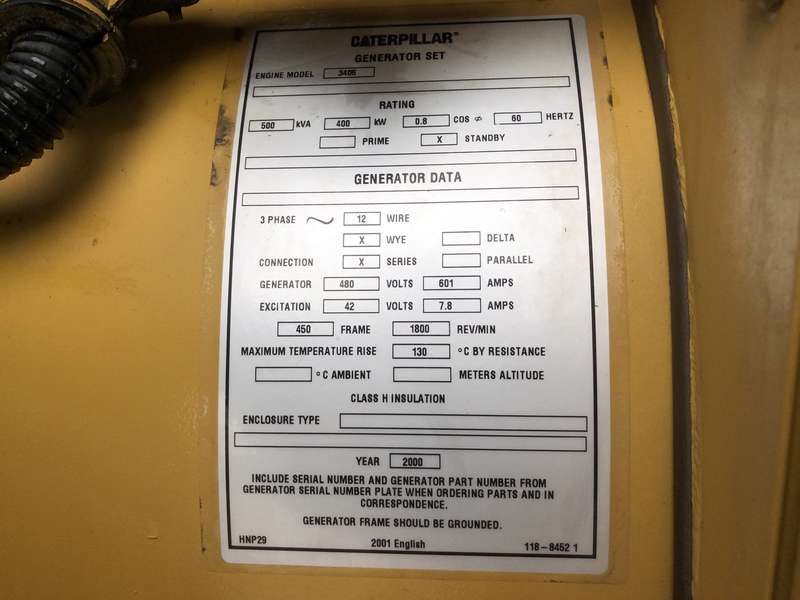 CATERPILLAR®
GENERATOR SET
ENGINE MODEL 3406
RATING
500 kVA 400 kW 0.8 COS ø 60 HERTZ
PRIME X STANDBY
GENERATOR DATA
3 PHASE ~ 12 WIRE
X WYE DELTA
CONNECTION X SERIES PARALLEL
GENERATOR 480 VOLTS 601 AMPS
EXCITATION 42 VOLTS 7.8 AMPS
450 FRAME 1800 REV/MIN
MAXIMUM TEMPERATURE RISE 130 °C BY RESISTANCE
°C AMBIENT METERS ALTITUDE
CLASS H INSULATION
ENCLOSURE TYPE
YEAR 2000
INCLUDE SERIAL NUMBER AND GENERATOR PART NUMBER FROM
GENERATOR SERIAL NUMBER PLATE WHEN ORDERING PARTS AND IN
CORRESPONDENCE.
GENERATOR FRAME SHOULD BE GROUNDED.
HNP29 2001 English 118-8452 1